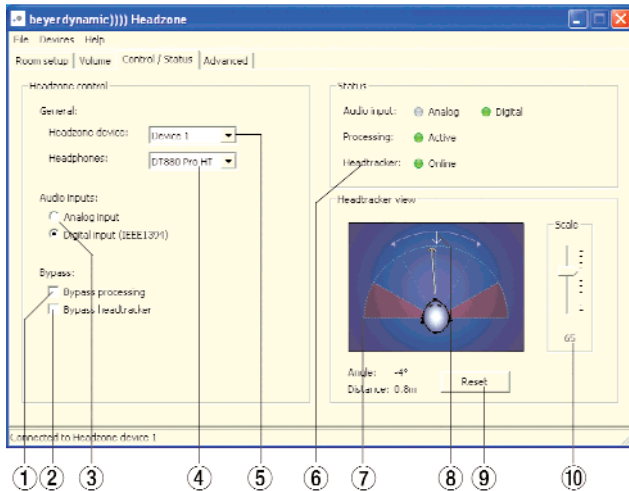 beyerdynamic)))) Headzone
File Devices Help
Room setup Volume Control / Status Advanced
Headzone control
General:
Headzone device: Device 1
Headphones: DT880 Pro HT
Audio inputs:
Analog input
Digital input (IEEE1394)
Bypass:
Bypass processing
Bypass headtracker
Status
Audio input: Analog Digital
Processing: Active
Headtracker: Online
Headtracker view
Scale
65
Angle: -4°
Distance: 0.8m
Reset
Connected to Headzone device 1
1 2 3 4 5 6 7 8 9 10